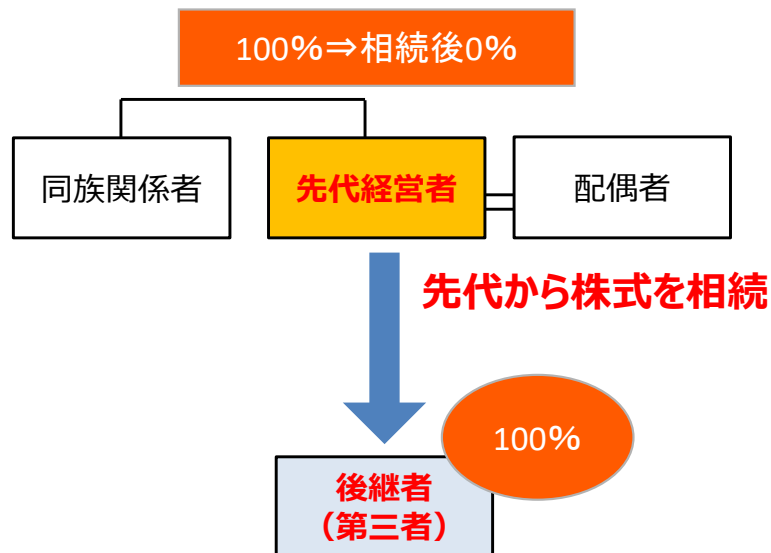 100%⇒相続後0%
同族関係者
先代経営者
配偶者
先代から株式を相続
100%
後継者
（第三者）